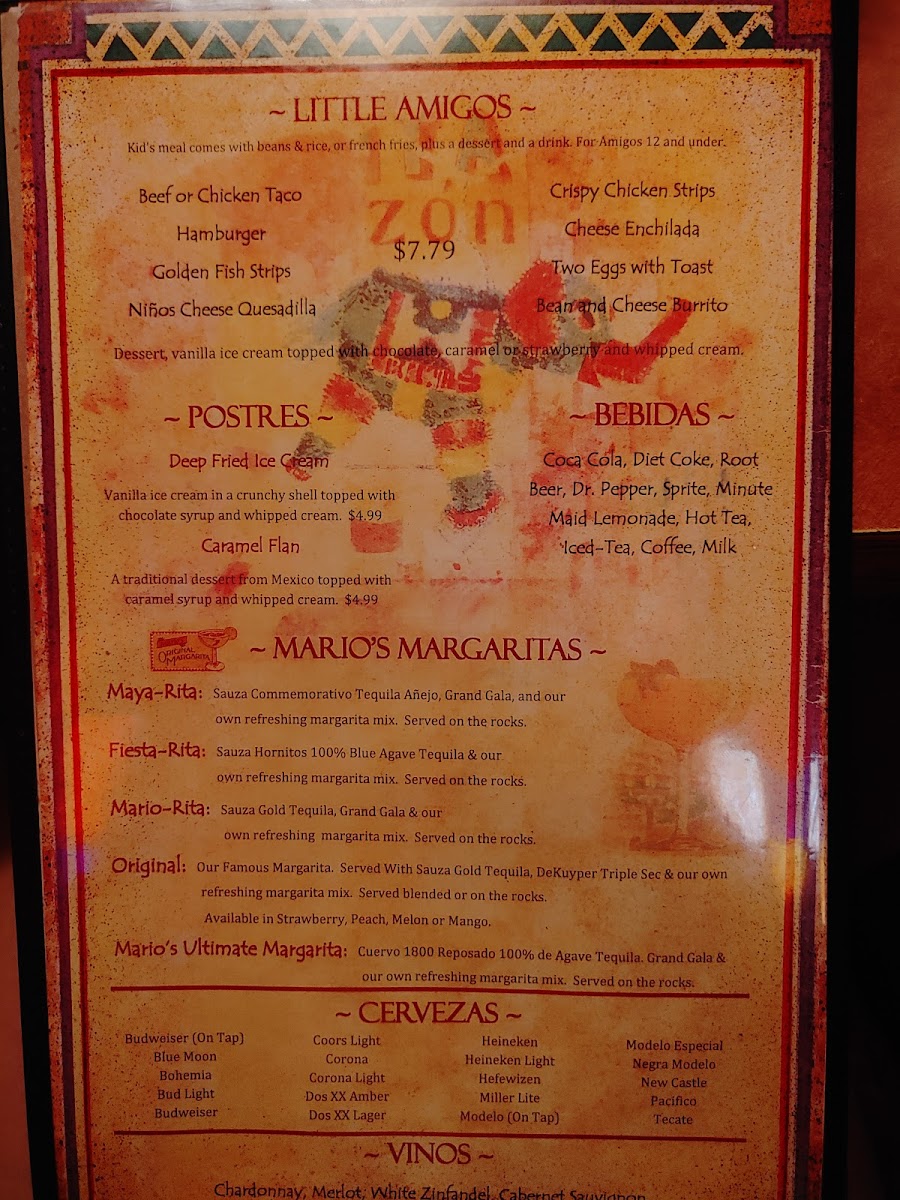 ~ LITTLE AMIGOS ~
Kid's meal comes with beans & rice, or french fries, plus a dessert and a drink. For Amigos 12 and under.
Beef or Chicken Taco
Hamburger
Golden Fish Strips
Niños Cheese Quesadilla
zón
$7.79
Crispy Chicken Strips
Cheese Enchilada
Two Eggs with Toast
Bean and Cheese Burrito
Dessert, vanilla ice cream topped with chocolate, caramel or strawberry and whipped cream.
~ POSTRES ~
Deep Fried Ice Cream
Vanilla ice cream in a crunchy shell topped with
chocolate syrup and whipped cream. $4.99
Caramel Flan
A traditional dessert from Mexico topped with
caramel syrup and whipped cream. $4.99
~ BEBIDAS ~
Coca Cola, Diet Coke, Root
Beer, Dr. Pepper, Sprite, Minute
Maid Lemonade, Hot Tea,
Iced-Tea, Coffee, Milk
ORIGINAL
MARGARITA
~ MARIO'S MARGARITAS ~
Maya-Rita: Sauza Commemorativo Tequila Añejo, Grand Gala, and our
own refreshing margarita mix. Served on the rocks.
Fiesta-Rita: Sauza Hornitos 100% Blue Agave Tequila & our
own refreshing margarita mix. Served on the rocks.
Mario-Rita: Sauza Gold Tequila, Grand Gala & our
own refreshing margarita mix. Served on the rocks.
Original: Our Famous Margarita. Served With Sauza Gold Tequila, DeKuyper Triple Sec & our own
refreshing margarita mix. Served blended or on the rocks.
Available in Strawberry, Peach, Melon or Mango.
Mario's Ultimate Margarita: Cuervo 1800 Reposado 100% de Agave Tequila. Grand Gala &
our own refreshing margarita mix. Served on the rocks.
~ CERVEZAS ~
Budweiser (On Tap)
Blue Moon
Bohemia
Bud Light
Budweiser
Coors Light
Corona
Corona Light
Dos XX Amber
Dos XX Lager
Heineken
Heineken Light
Hefewizen
Miller Lite
Modelo (On Tap)
Modelo Especial
Negra Modelo
New Castle
Pacifico
Tecate
~ VINOS ~
Chardonnay, Merlot, White Zinfandel, Cabernet Sauvignon